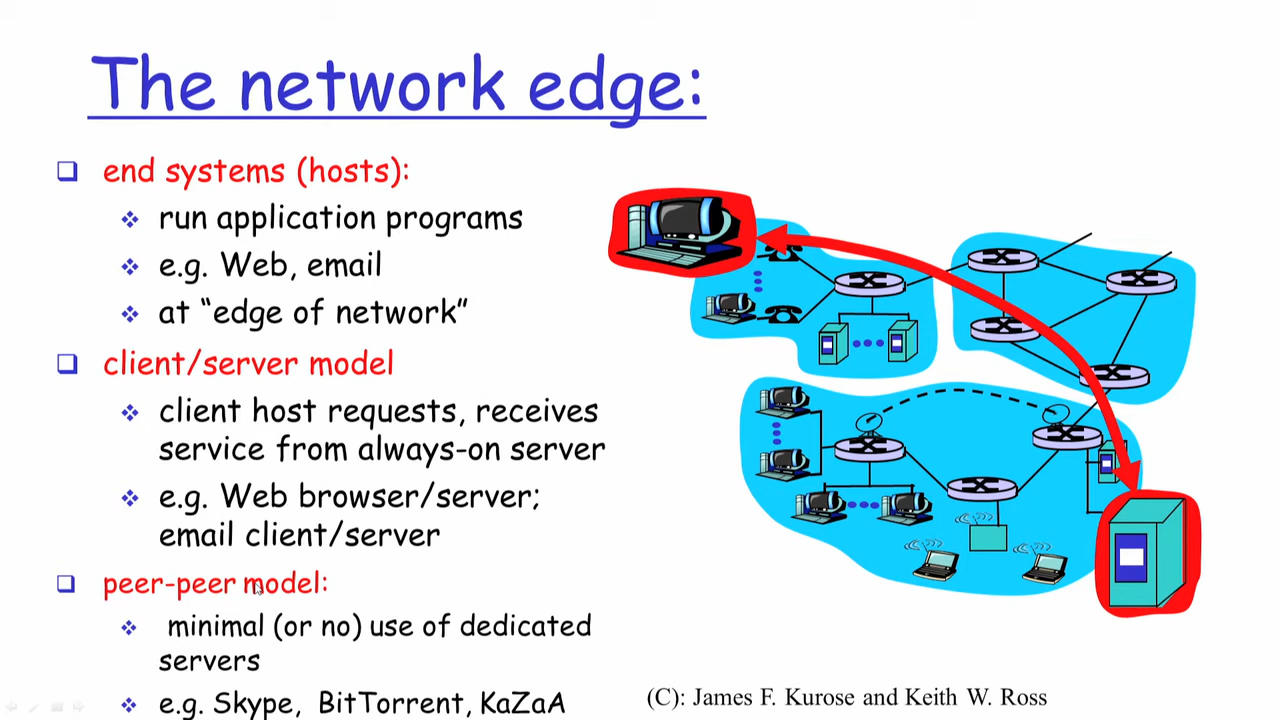 The network edge:
end systems (hosts):
run application programs
e.g. Web, email
at “edge of network”
client/server model
client host requests, receives
service from always-on server
e.g. Web browser/server;
email client/server
peer-peer model:
minimal (or no) use of dedicated
servers
e.g. Skype, BitTorrent, KaZaA
(C): James F. Kurose and Keith W. Ross